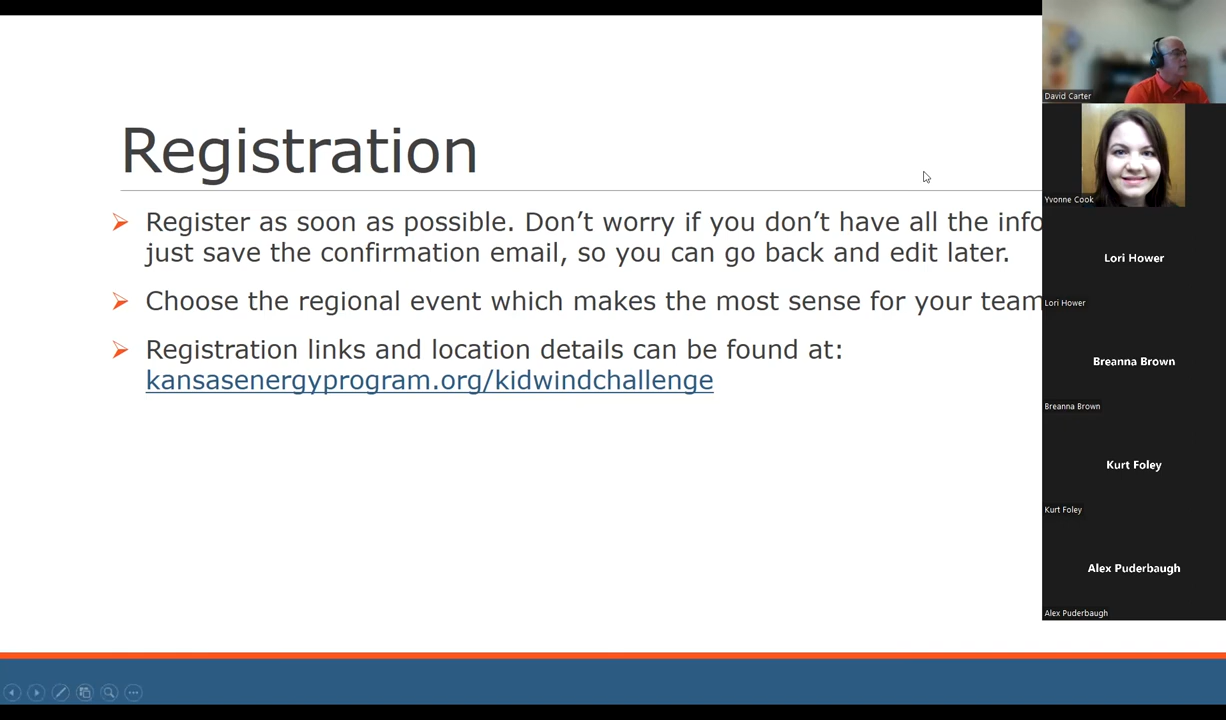 Registration
Register as soon as possible. Don’t worry if you don’t have all the info
just save the confirmation email, so you can go back and edit later.
Choose the regional event which makes the most sense for your team
Registration links and location details can be found at:
kansasenergyprogram.org/kidwindchallenge
David Carter
Yvonne Cook
Lori Hower
Lori Hower
Breanna Brown
Breanna Brown
Kurt Foley
Kurt Foley
Alex Puderbaugh
Alex Puderbaugh